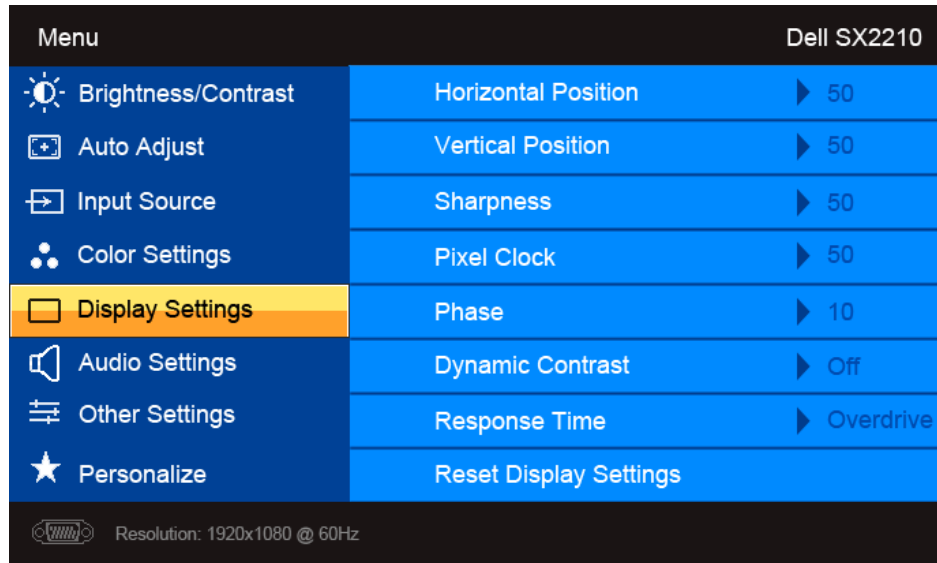 Menu Dell SX2210
Brightness/Contrast Horizontal Position 50
Auto Adjust Vertical Position 50
Input Source Sharpness 50
Color Settings Pixel Clock 50
Display Settings Phase 10
Audio Settings Dynamic Contrast Off
Other Settings Response Time Overdrive
Personalize Reset Display Settings
Resolution: 1920x1080 @ 60Hz